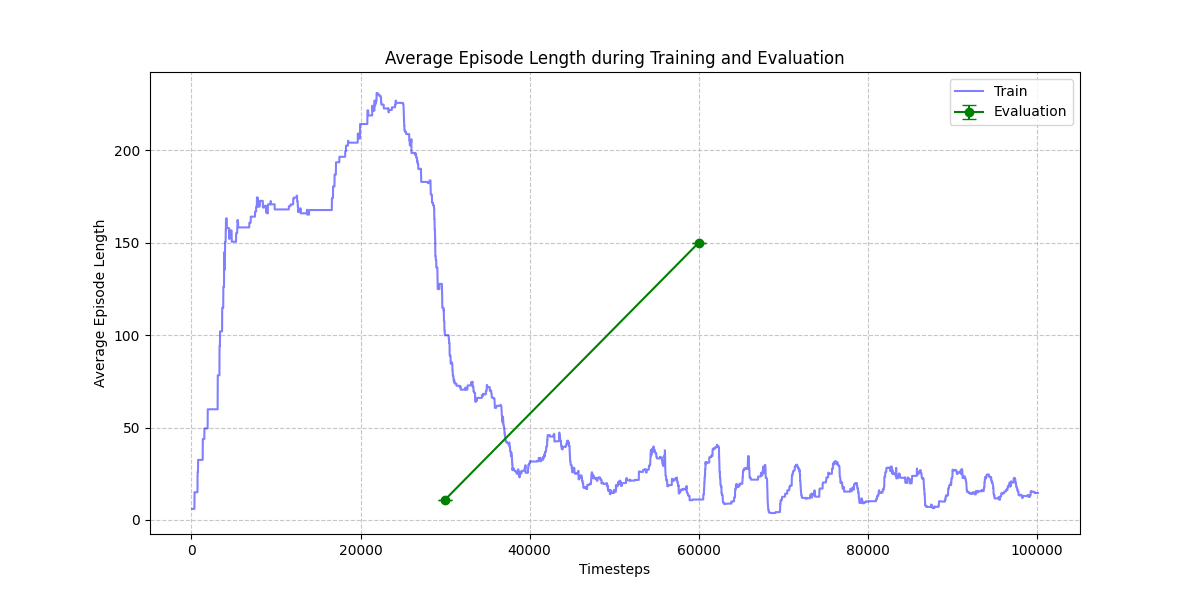 Average Episode Length during Training and Evaluation
Train
Evaluation
Average Episode Length
200
150
100
50
0
0 20000 40000 60000 80000 100000
Timesteps